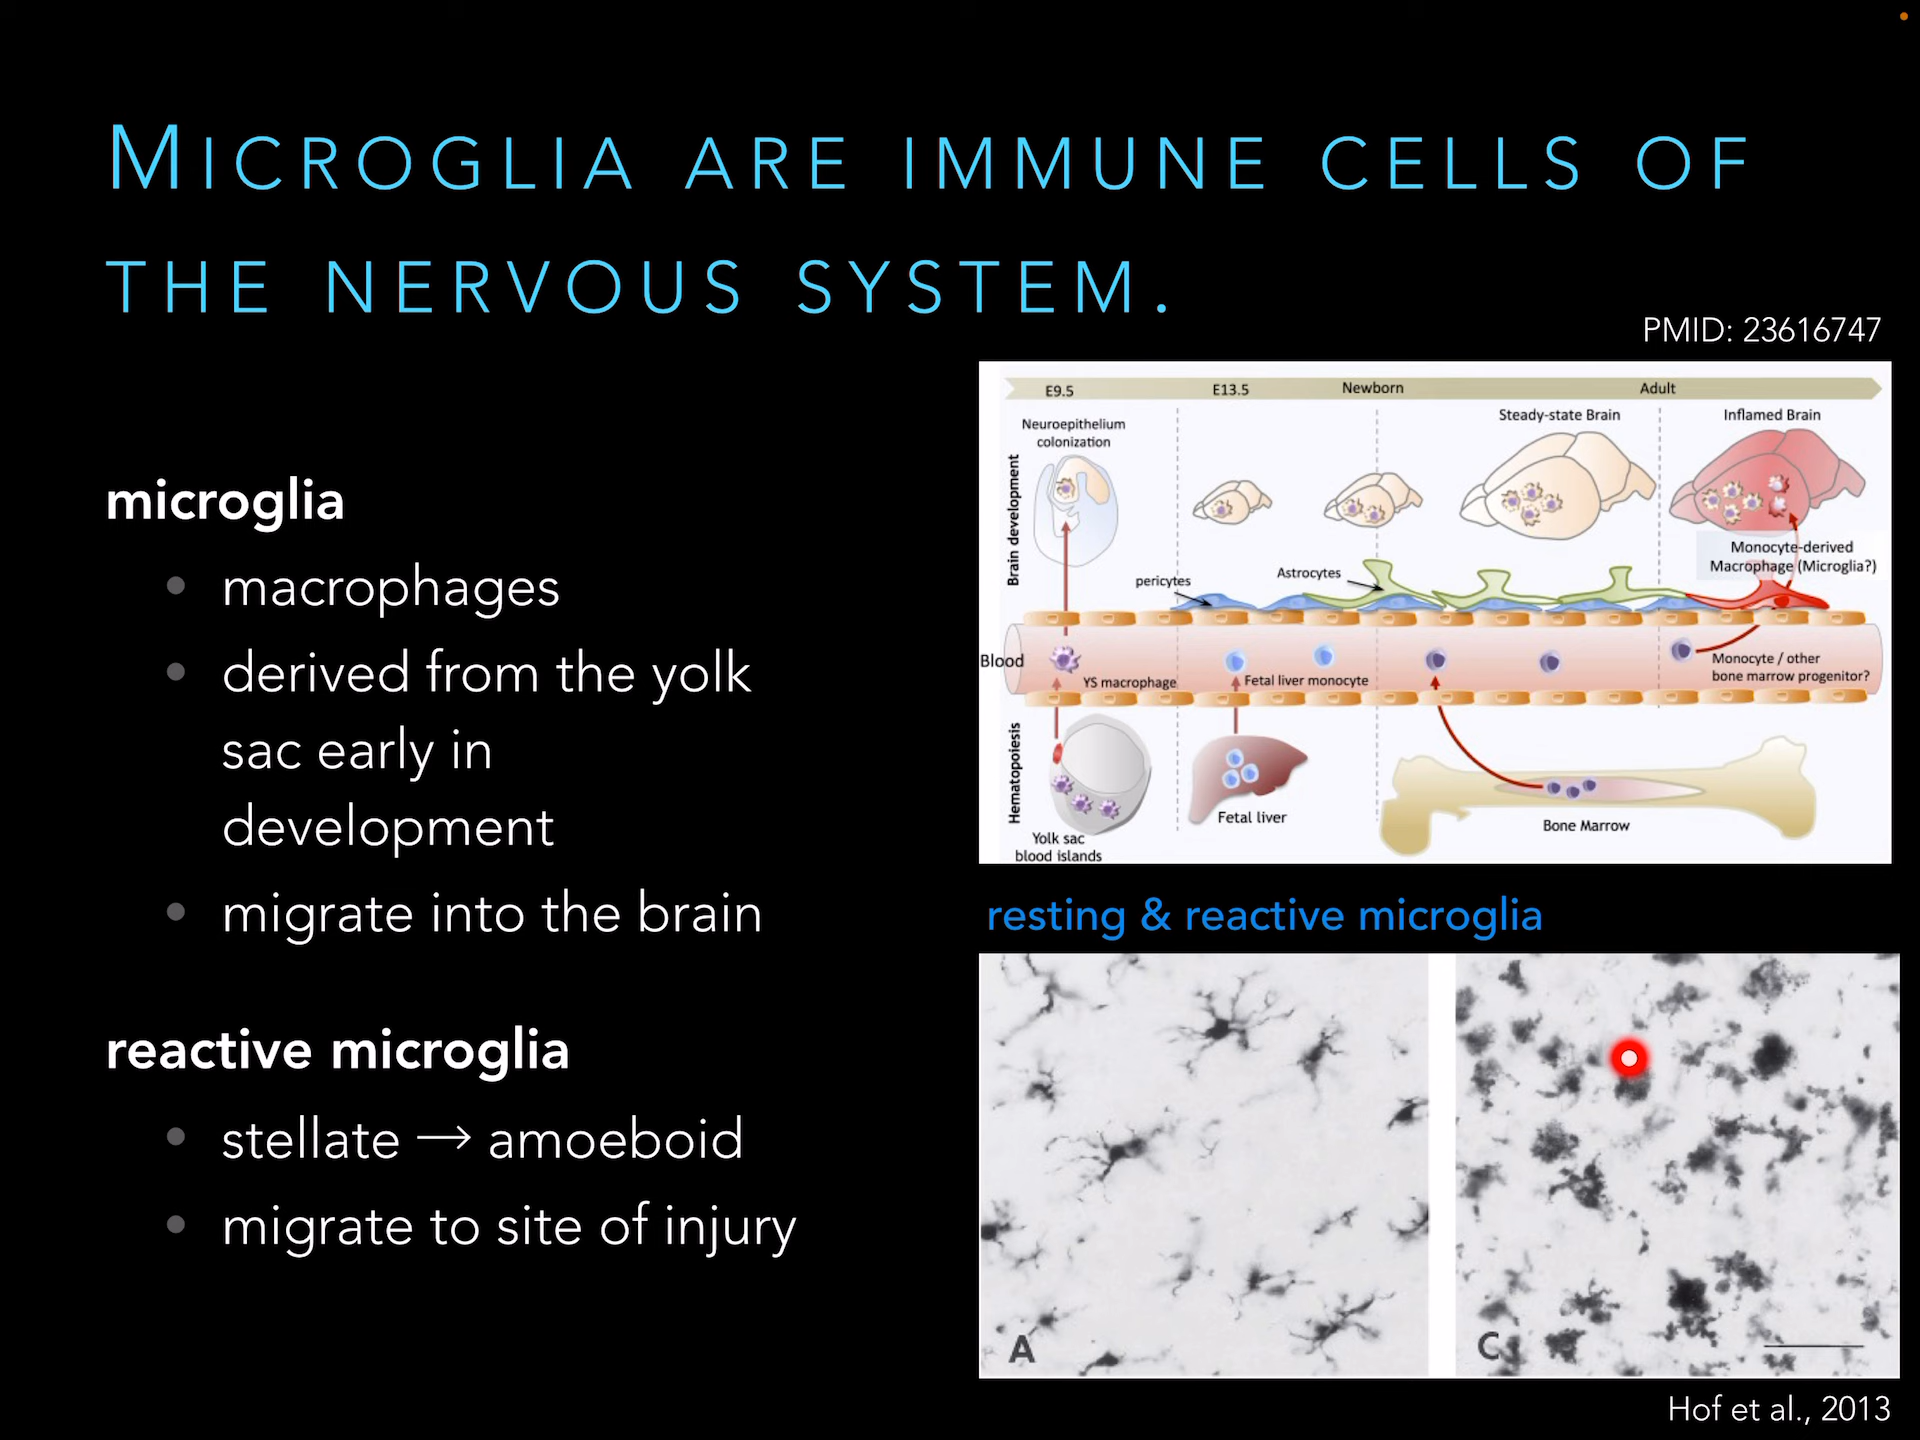 MICROGLIA ARE IMMUNE CELLS OF
THE NERVOUS SYSTEM.
PMID: 23616747
microglia
• macrophages
• derived from the yolk
sac early in
development
• migrate into the brain
reactive microglia
• stellate → amoeboid
• migrate to site of injury
E9.5
E13.5
Newborn
Adult
Steady-state Brain
Inflamed Brain
Neuroepithelium
colonization
Brain development
Monocyte-derived
Macrophage (Microglia?)
pericytes
Astrocytes
Blood
YS macrophage
Fetal liver monocyte
Monocyte / other
bone marrow progenitor?
Hematopoiesis
Yolk sac
blood islands
Fetal liver
Bone Marrow
resting & reactive microglia
A
C
Hof et al., 2013